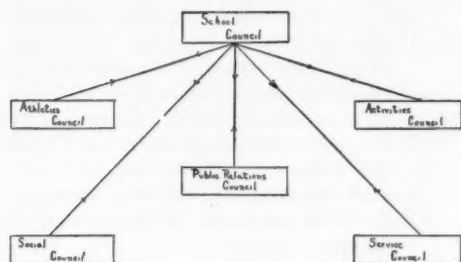 School
Council
Athletics
Council
Activities
Council
Public Relations
Council
Social
Council
Service
Council